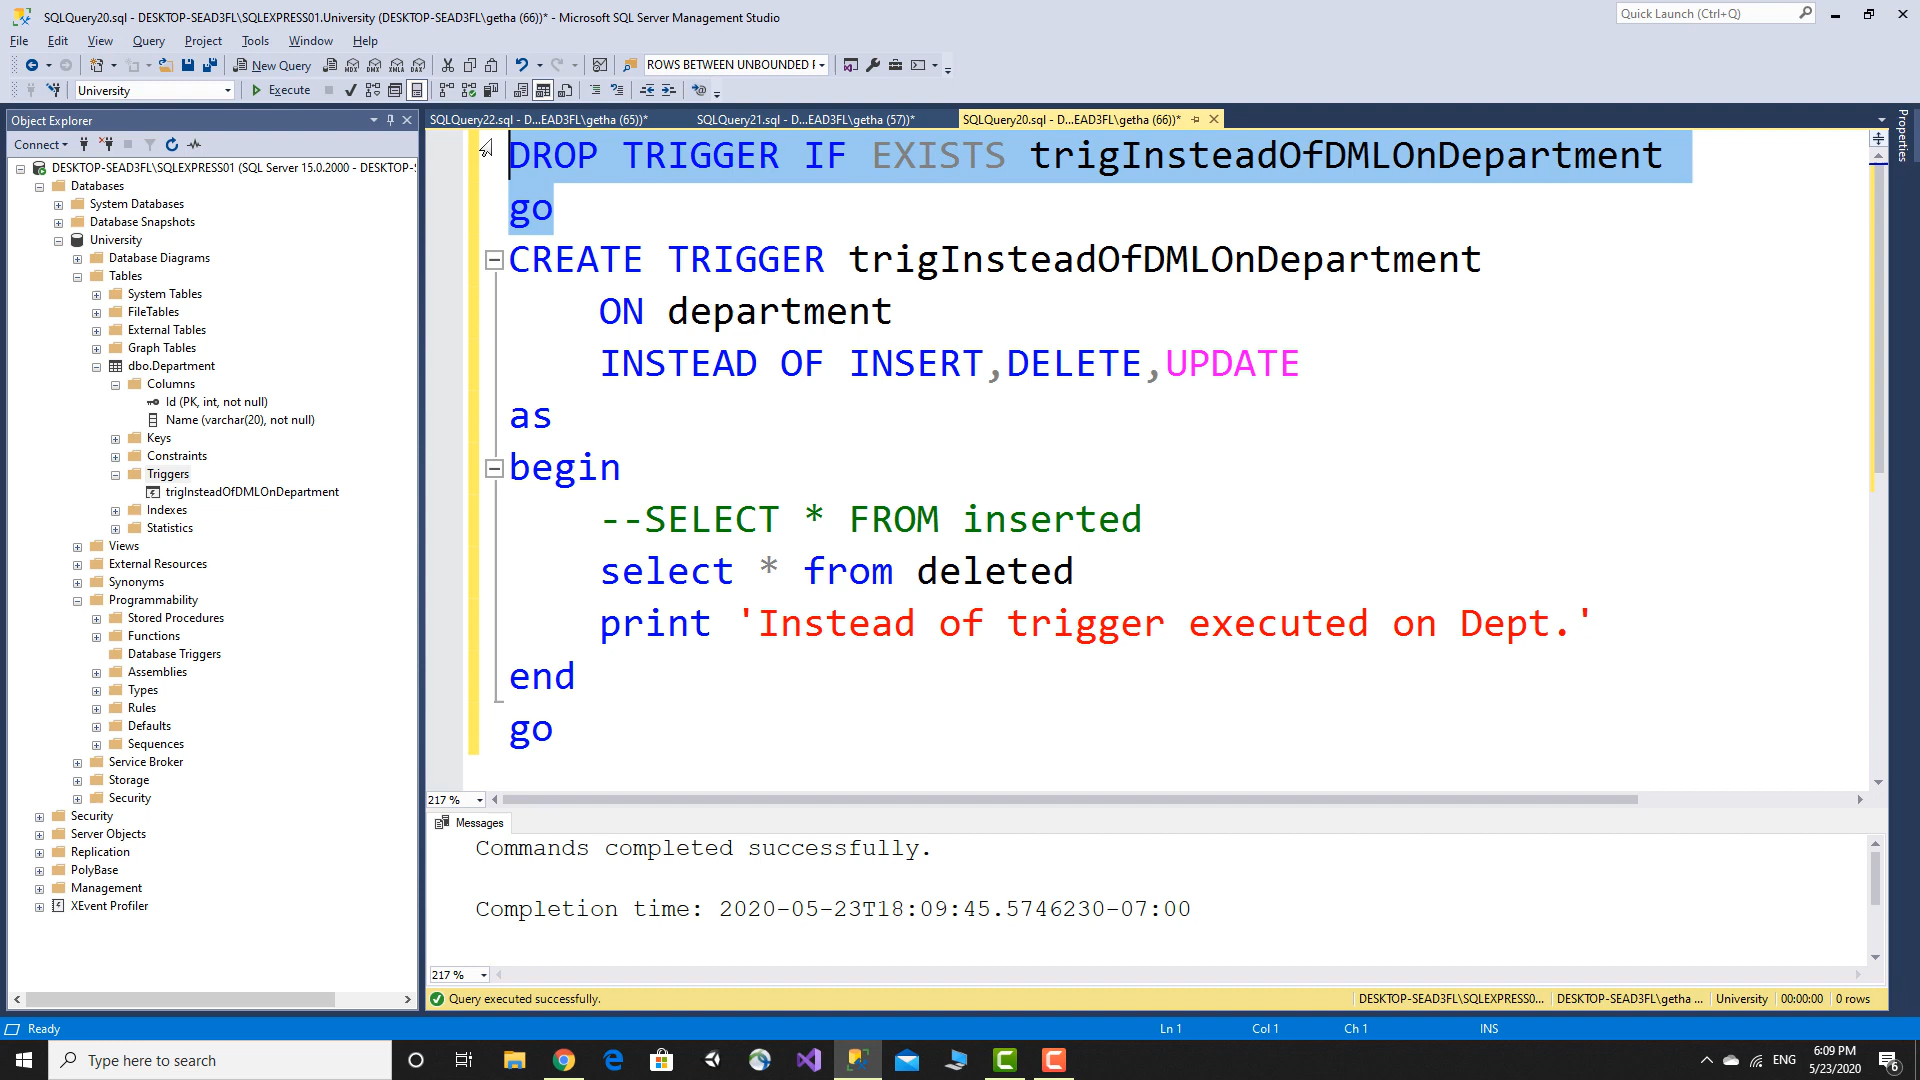 SQLQuery20.sql - DESKTOP-SEAD3FL\SQLEXPRESS01.University (DESKTOP-SEAD3FL\getha (66))* - Microsoft SQL Server Management Studio
Quick Launch (Ctrl+Q)
File Edit View Query Project Tools Window Help
New Query
MDX DMX XMLA DAX
ROWS BETWEEN UNBOUNDED F
University
Execute
Object Explorer
Connect
DESKTOP-SEAD3FL\SQLEXPRESS01 (SQL Server 15.0.2000 - DESKTOP-
Databases
System Databases
Database Snapshots
University
Database Diagrams
Tables
System Tables
FileTables
External Tables
Graph Tables
dbo.Department
Columns
Id (PK, int, not null)
Name (varchar(20), not null)
Keys
Constraints
Triggers
trigInsteadOfDMLOnDepartment
Indexes
Statistics
Views
External Resources
Synonyms
Programmability
Stored Procedures
Functions
Database Triggers
Assemblies
Types
Rules
Defaults
Sequences
Service Broker
Storage
Security
Security
Server Objects
Replication
PolyBase
Management
XEvent Profiler
SQLQuery22.sql - D...EAD3FL\getha (65))*
SQLQuery21.sql - D...EAD3FL\getha (57))*
SQLQuery20.sql - D...EAD3FL\getha (66))*
Properties
DROP TRIGGER IF EXISTS trigInsteadOfDMLOnDepartment
go
CREATE TRIGGER trigInsteadOfDMLOnDepartment
ON department
INSTEAD OF INSERT,DELETE,UPDATE
as
begin
--SELECT * FROM inserted
select * from deleted
print 'Instead of trigger executed on Dept.'
end
go
217 %
Messages
Commands completed successfully.
Completion time: 2020-05-23T18:09:45.5746230-07:00
217 %
Query executed successfully.
DESKTOP-SEAD3FL\SQLEXPRESS0... DESKTOP-SEAD3FL\getha ... University 00:00:00 0 rows
Ready
Ln 1 Col 1 Ch 1 INS
Type here to search
ENG
6:09 PM
5/23/2020
6